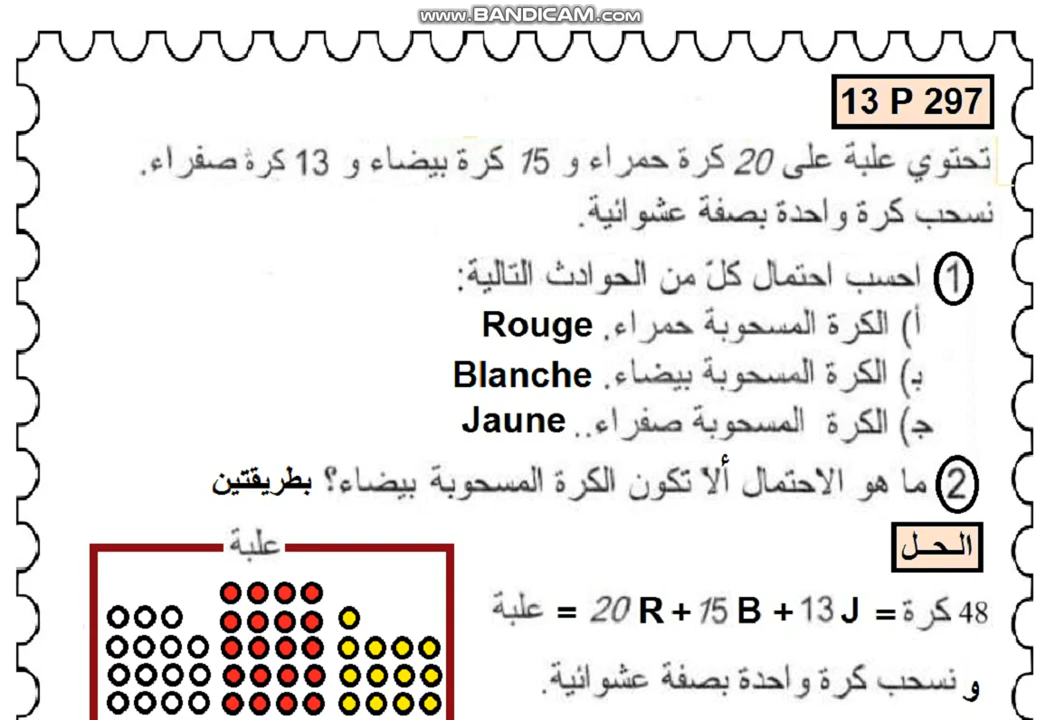 www.BANDICAM.com
13 P 297
تحتوي علبة على 20 كرة حمراء و 15 كرة بيضاء و 13 كرة صفراء.
نسحب كرة واحدة بصفة عشوائية.
1 احسب احتمال كلّ من الحوادث التالية:
أ) الكرة المسحوبة حمراء. Rouge
ب) الكرة المسحوبة بيضاء. Blanche
ج) الكرة المسحوبة صفراء.. Jaune
2 ما هو الاحتمال ألاّ تكون الكرة المسحوبة بيضاء؟ بطريقتين
الـحـل
علبة
علبة = 20 R + 15 B + 13 J = 48 كرة
و نسحب كرة واحدة بصفة عشوائية.